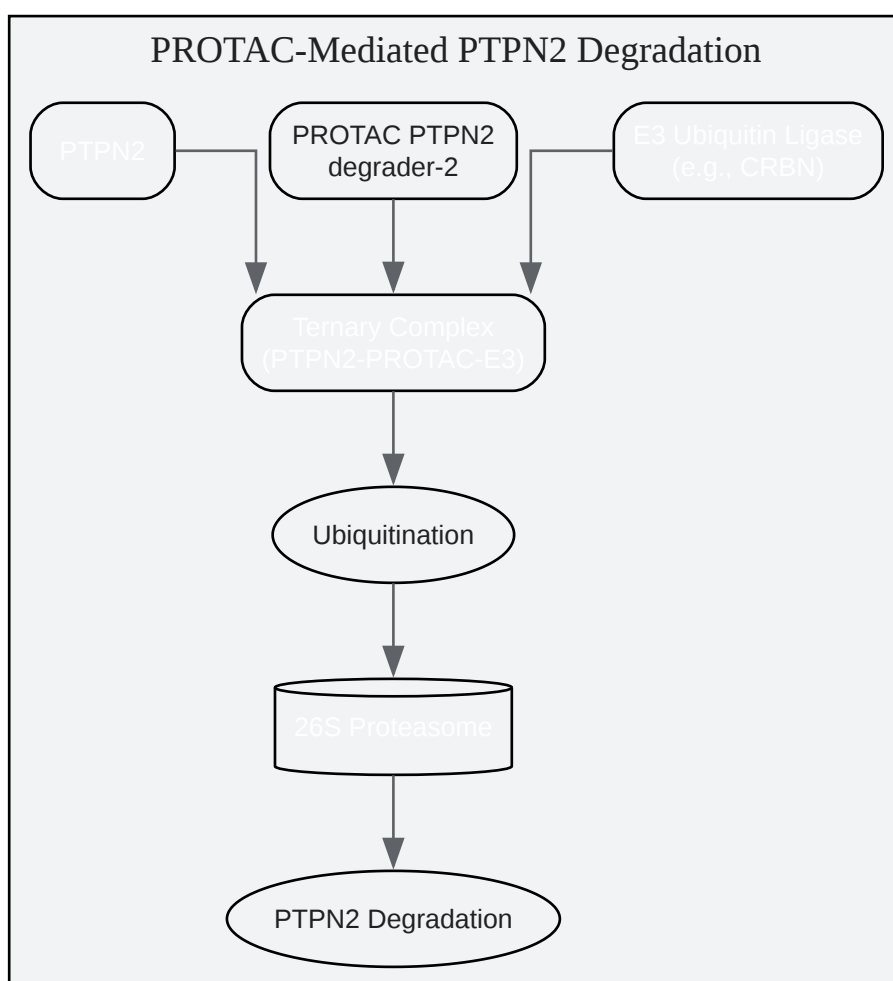 PROTAC-Mediated PTPN2 Degradation
PTPN2
PROTAC PTPN2
degrader-2
E3 Ubiquitin Ligase
(e.g., CRBN)
Ternary Complex
(PTPN2-PROTAC-E3)
Ubiquitination
26S Proteasome
PTPN2 Degradation